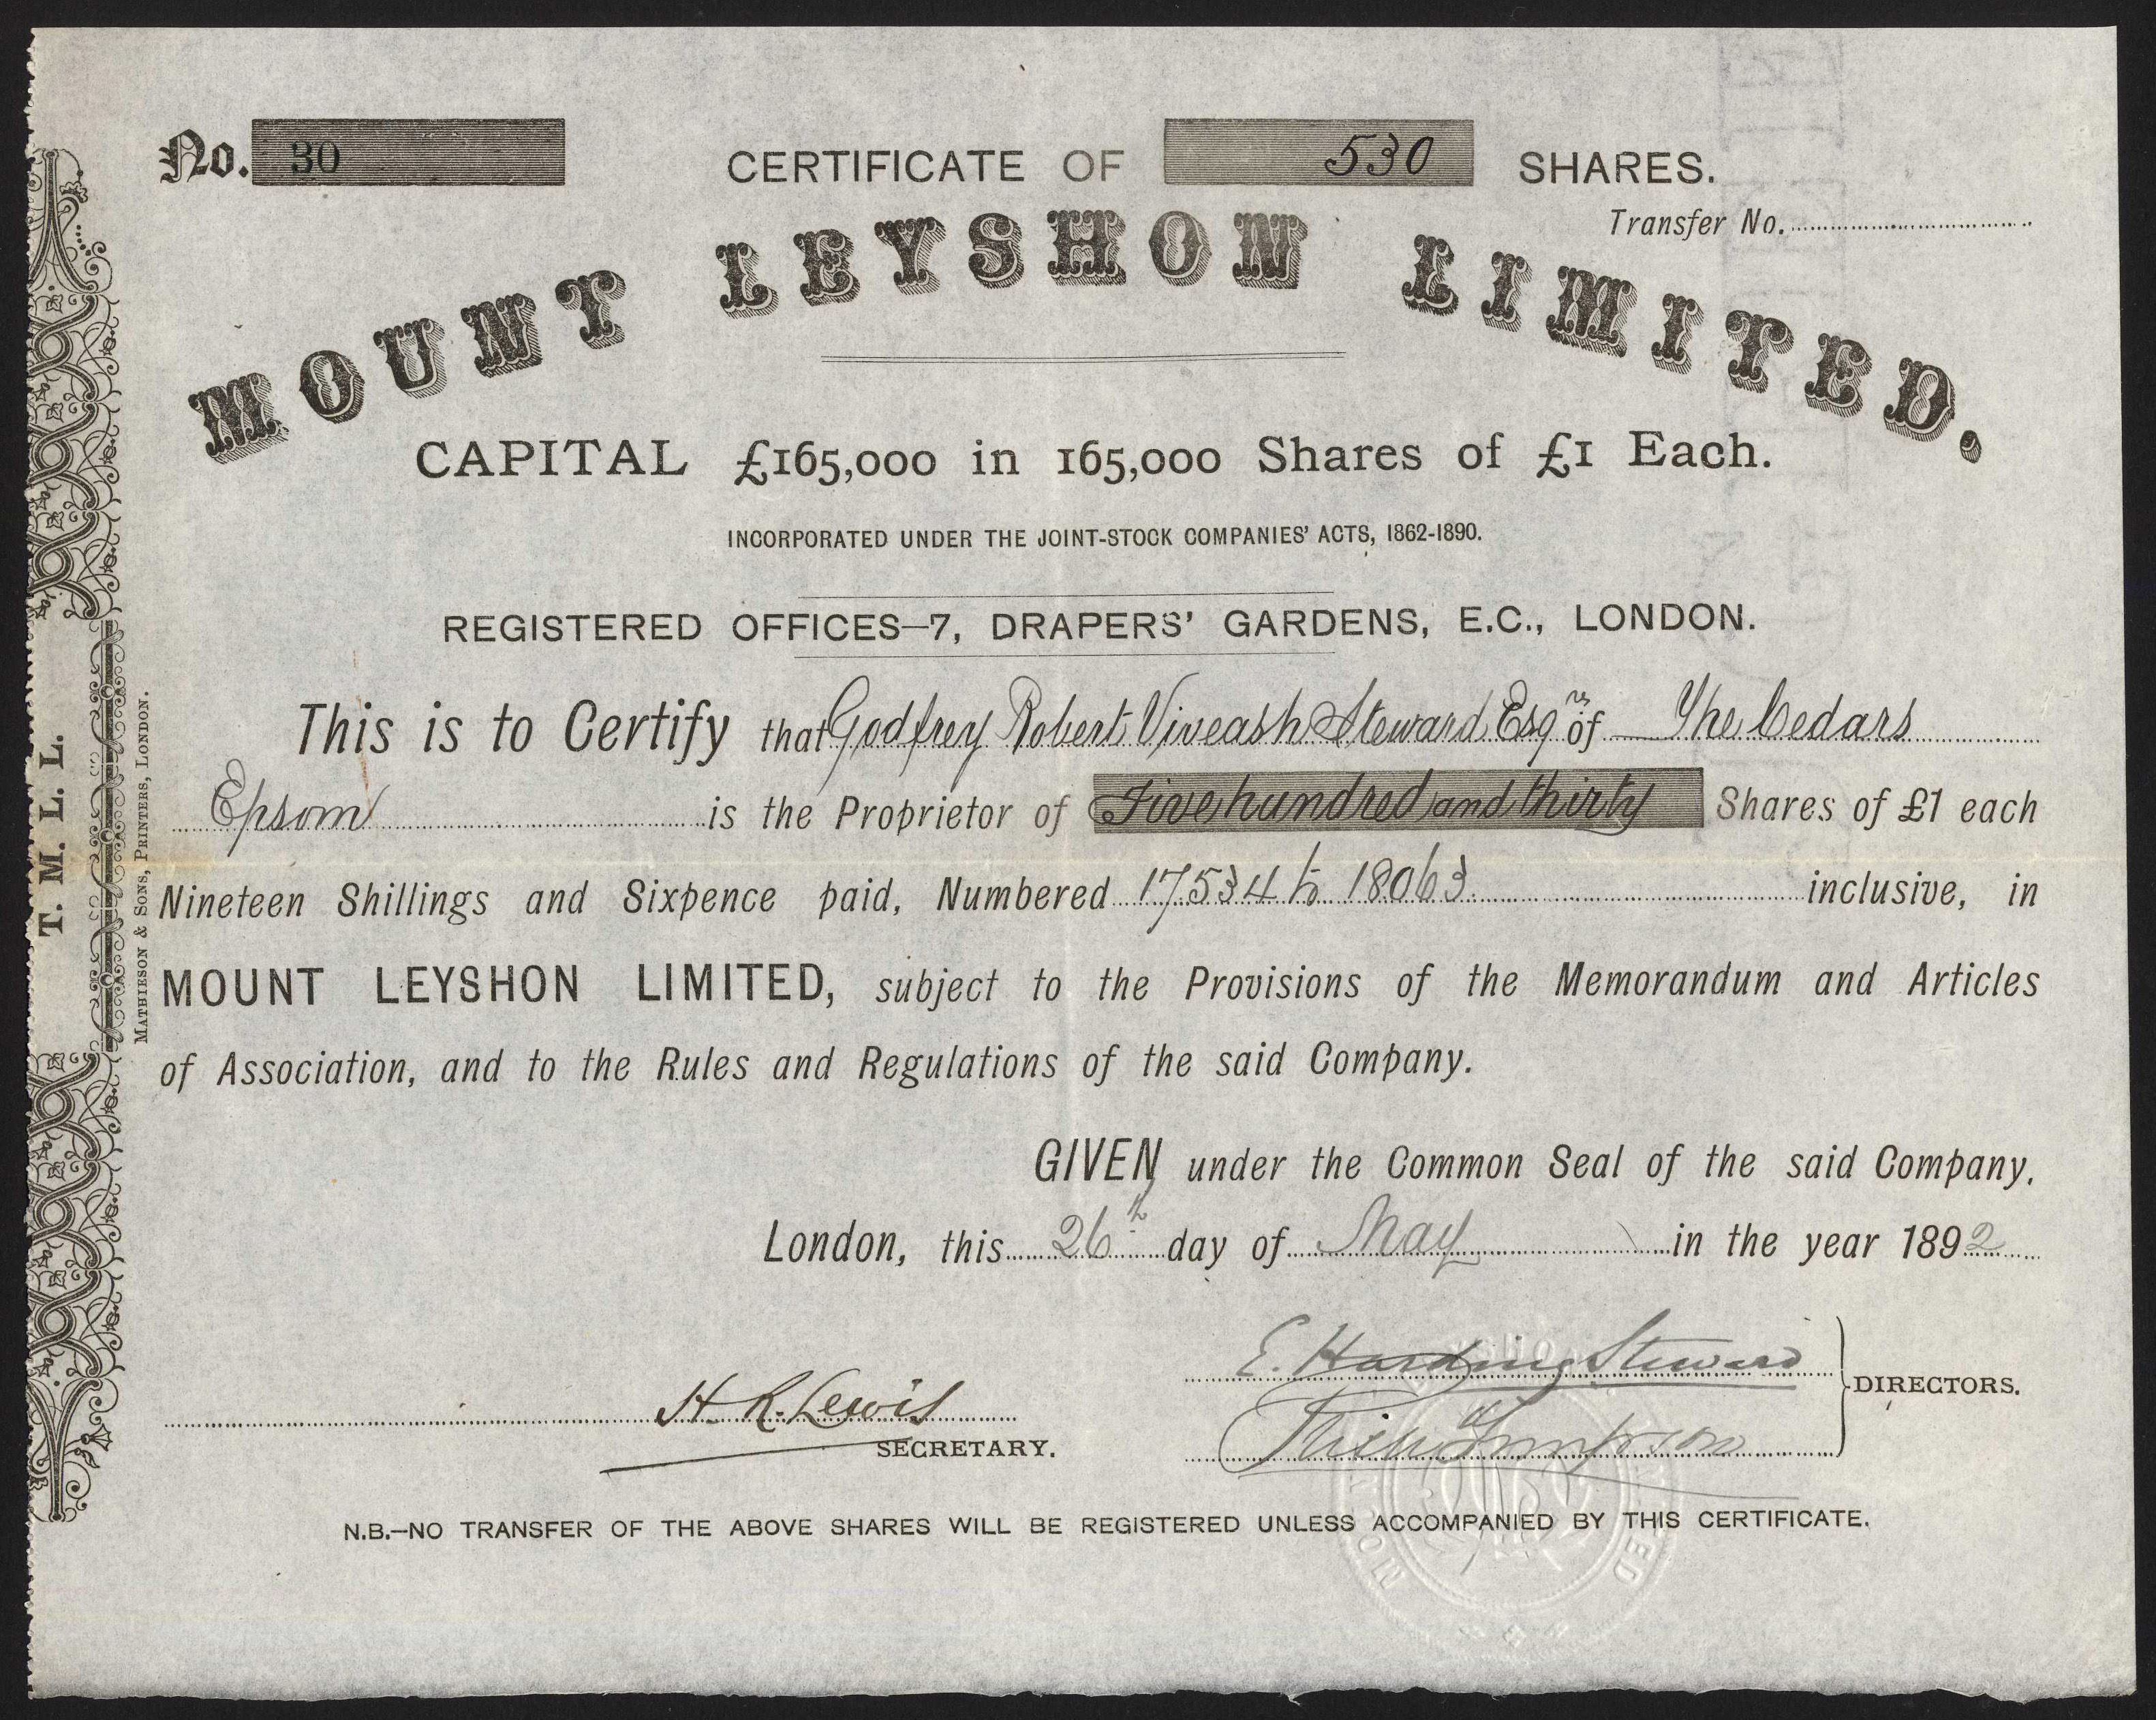 No. 30 CERTIFICATE OF 530 SHARES.
Transfer No.
MOUNT LEYSHON LIMITED.
CAPITAL £165,000 in 165,000 Shares of £1 Each.
INCORPORATED UNDER THE JOINT-STOCK COMPANIES' ACTS, 1862-1890.
REGISTERED OFFICES—7, DRAPERS' GARDENS, E.C., LONDON.
This is to Certify that Godfrey Robert Viveash Steward Esqre of The Cedars
Epsom is the Proprietor of Five hundred and thirty Shares of £1 each
Nineteen Shillings and Sixpence paid, Numbered 17534 to 18063 inclusive, in
MOUNT LEYSHON LIMITED, subject to the Provisions of the Memorandum and Articles
of Association, and to the Rules and Regulations of the said Company.
GIVEN under the Common Seal of the said Company.
London, this 26th day of May in the year 1892
E. Harding Steward
DIRECTORS.
H. R. Lewis
SECRETARY.
N.B.—NO TRANSFER OF THE ABOVE SHARES WILL BE REGISTERED UNLESS ACCOMPANIED BY THIS CERTIFICATE.
T. M. L. L.
MATHIESON & SONS, PRINTERS, LONDON.